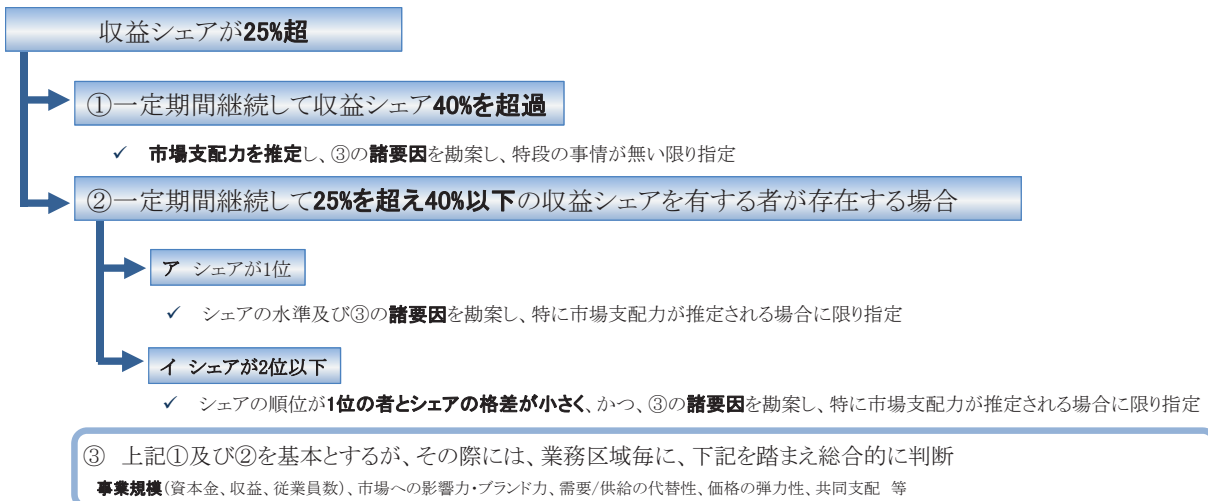 収益シェアが25%超
①一定期間継続して収益シェア40%を超過
✓ 市場支配力を推定し、③の諸要因を勘案し、特段の事情が無い限り指定
②一定期間継続して25%を超え40%以下の収益シェアを有する者が存在する場合
ア シェアが1位
✓ シェアの水準及び③の諸要因を勘案し、特に市場支配力が推定される場合に限り指定
イ シェアが2位以下
✓ シェアの順位が1位の者とシェアの格差が小さく、かつ、③の諸要因を勘案し、特に市場支配力が推定される場合に限り指定
③ 上記①及び②を基本とするが、その際には、業務区域毎に、下記を踏まえ総合的に判断
事業規模(資本金、収益、従業員数)、市場への影響力・ブランド力、需要/供給の代替性、価格の弾力性、共同支配 等